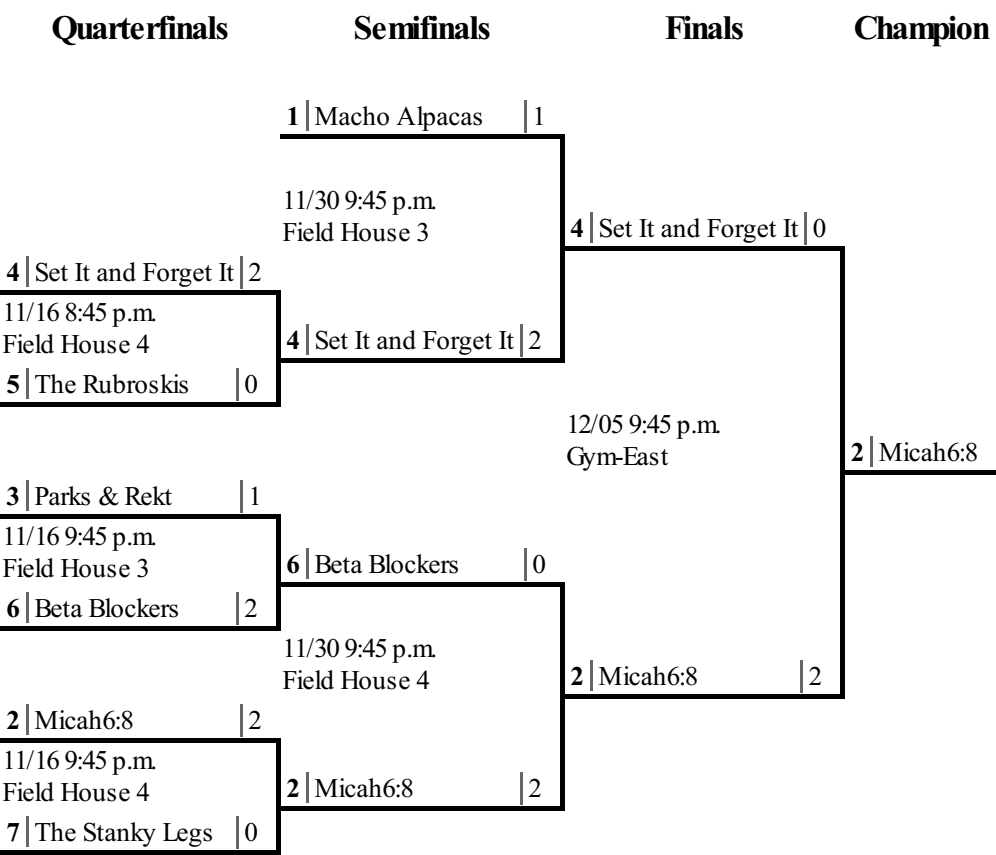 Quarterfinals Semifinals Finals Champion
1 Macho Alpacas 1
11/30 9:45 p.m.
Field House 3
4 Set It and Forget It 0
4 Set It and Forget It 2
11/16 8:45 p.m.
Field House 4
4 Set It and Forget It 2
5 The Rubroskis 0
12/05 9:45 p.m.
Gym-East
2 Micah6:8
3 Parks & Rekt 1
11/16 9:45 p.m.
Field House 3
6 Beta Blockers 0
6 Beta Blockers 2
11/30 9:45 p.m.
Field House 4
2 Micah6:8 2
2 Micah6:8 2
11/16 9:45 p.m.
Field House 4
2 Micah6:8 2
7 The Stanky Legs 0